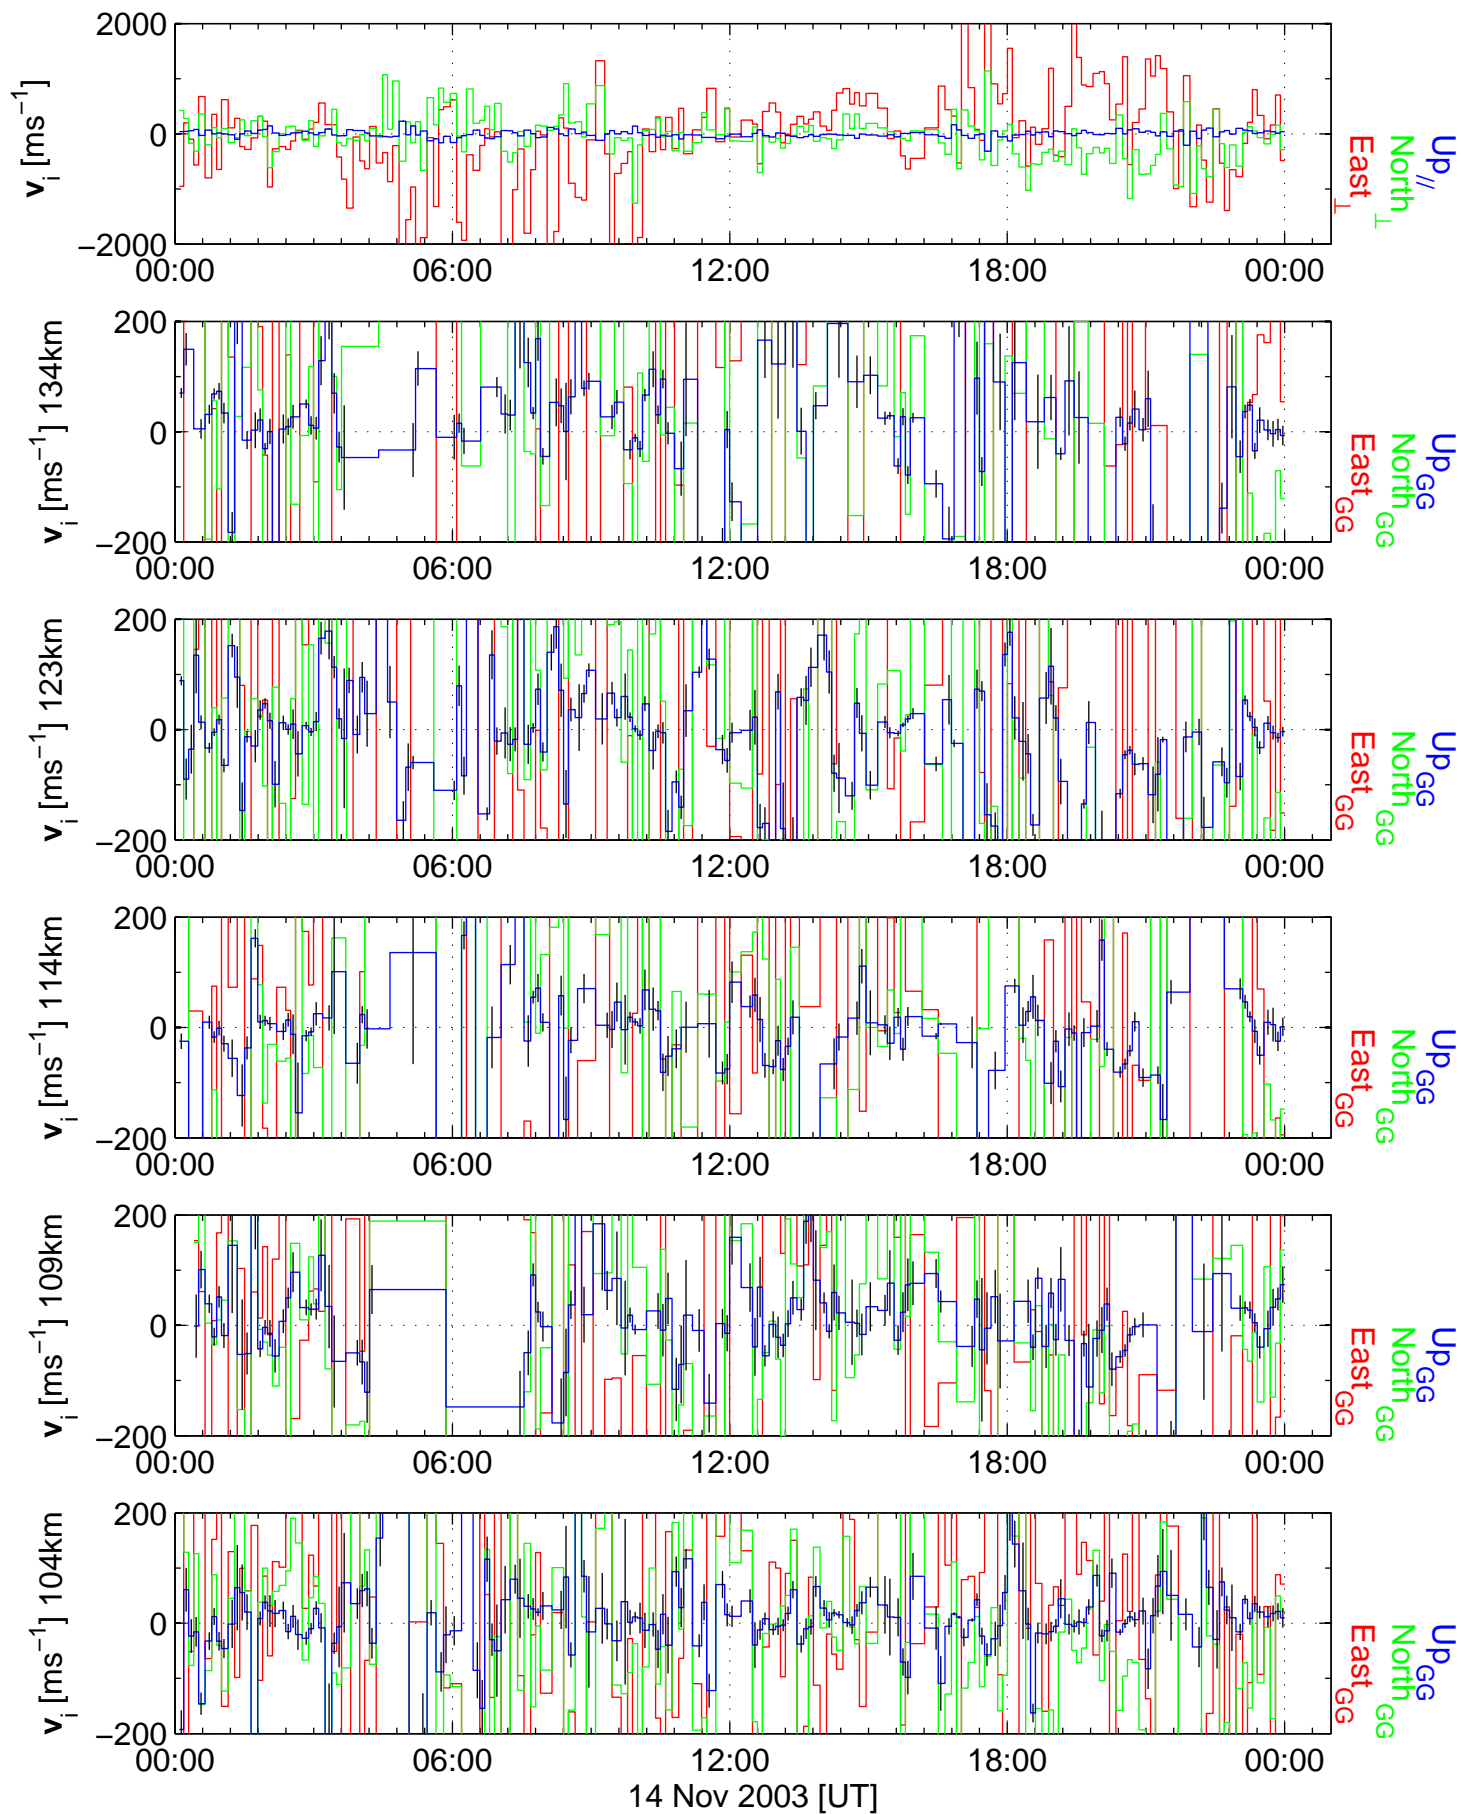 2000
0
−2000
v_i [ms^−1]
00:00 06:00 12:00 18:00 00:00
East_⊥
North_⊥
Up_//
200
0
−200
v_i [ms^−1] 134km
00:00 06:00 12:00 18:00 00:00
East_GG
North_GG
Up_GG
200
0
−200
v_i [ms^−1] 123km
00:00 06:00 12:00 18:00 00:00
East_GG
North_GG
Up_GG
200
0
−200
v_i [ms^−1] 114km
00:00 06:00 12:00 18:00 00:00
East_GG
North_GG
Up_GG
200
0
−200
v_i [ms^−1] 109km
00:00 06:00 12:00 18:00 00:00
East_GG
North_GG
Up_GG
200
0
−200
v_i [ms^−1] 104km
00:00 06:00 12:00 18:00 00:00
East_GG
North_GG
Up_GG
14 Nov 2003 [UT]